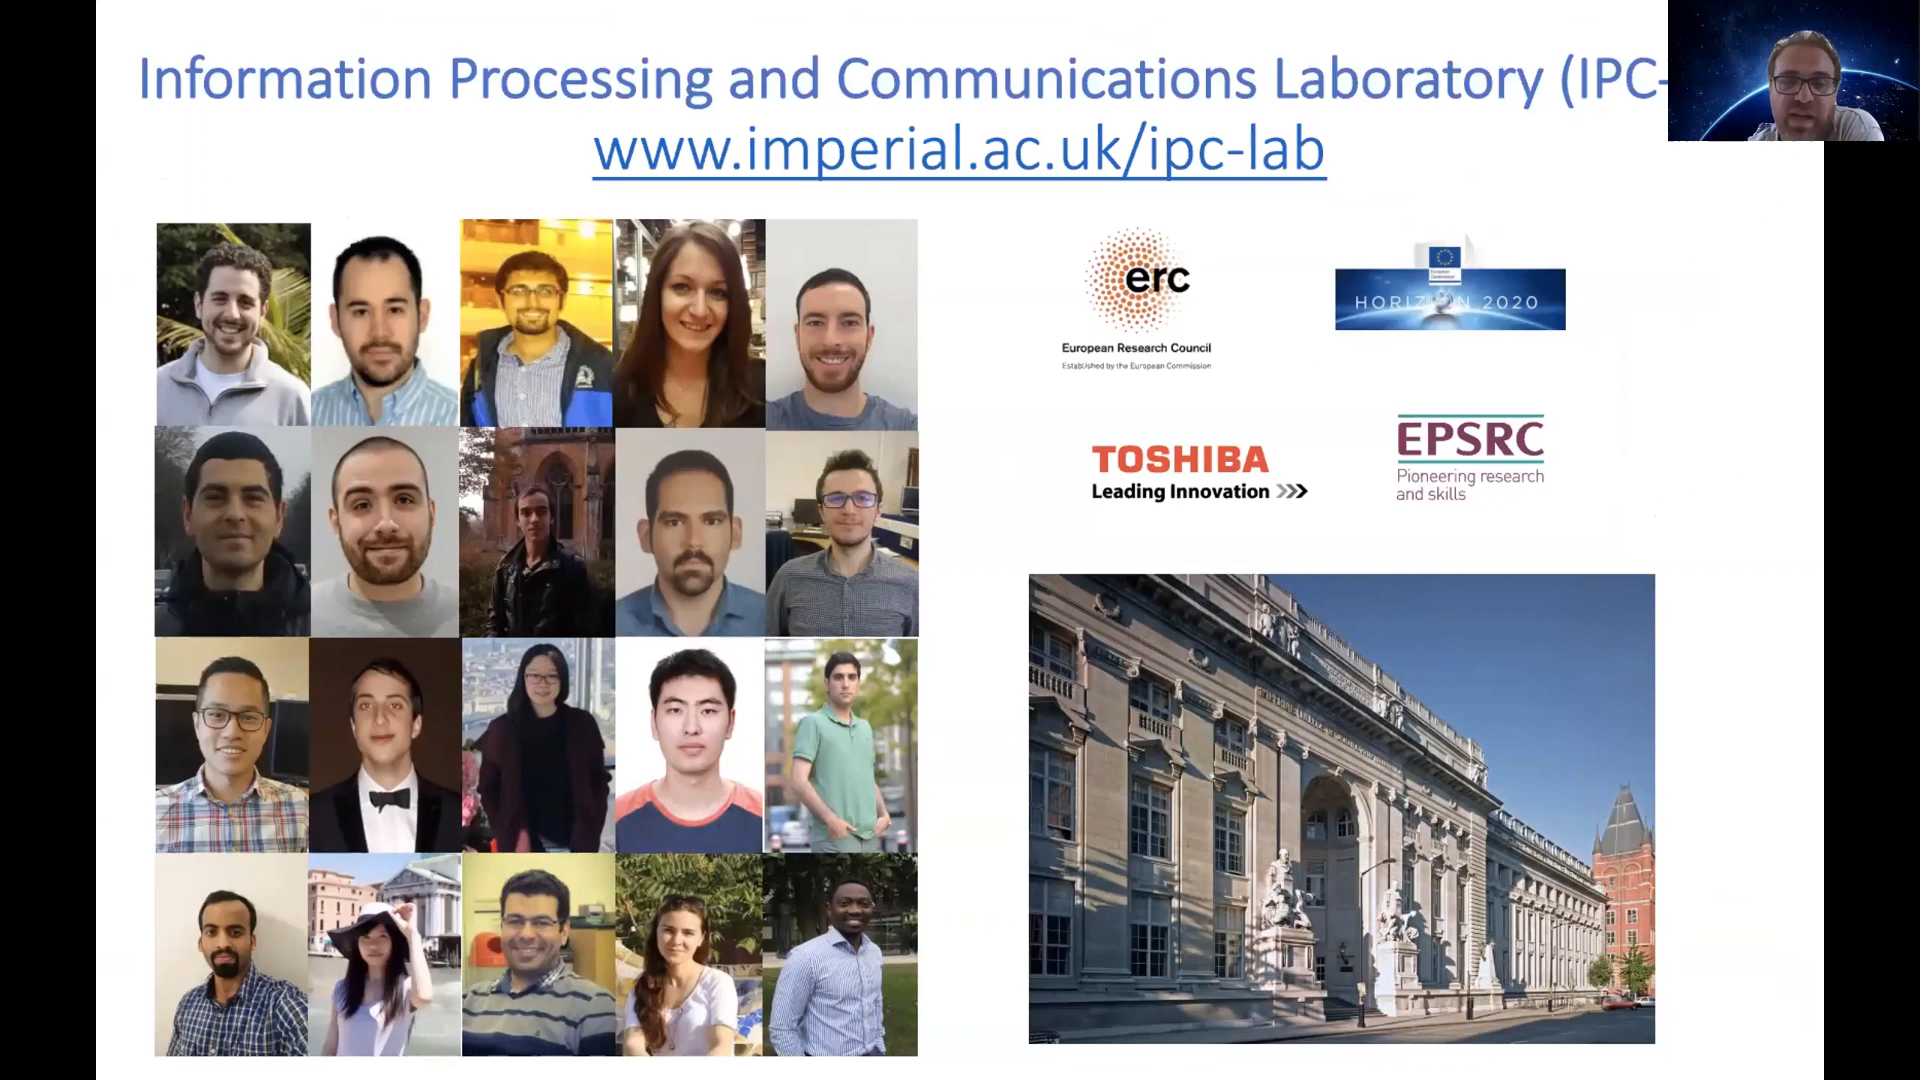 Information Processing and Communications Laboratory (IPC-
www.imperial.ac.uk/ipc-lab
erc
European Research Council
Established by the European Commission
HORIZON 2020
TOSHIBA
Leading Innovation >>>
EPSRC
Pioneering research
and skills